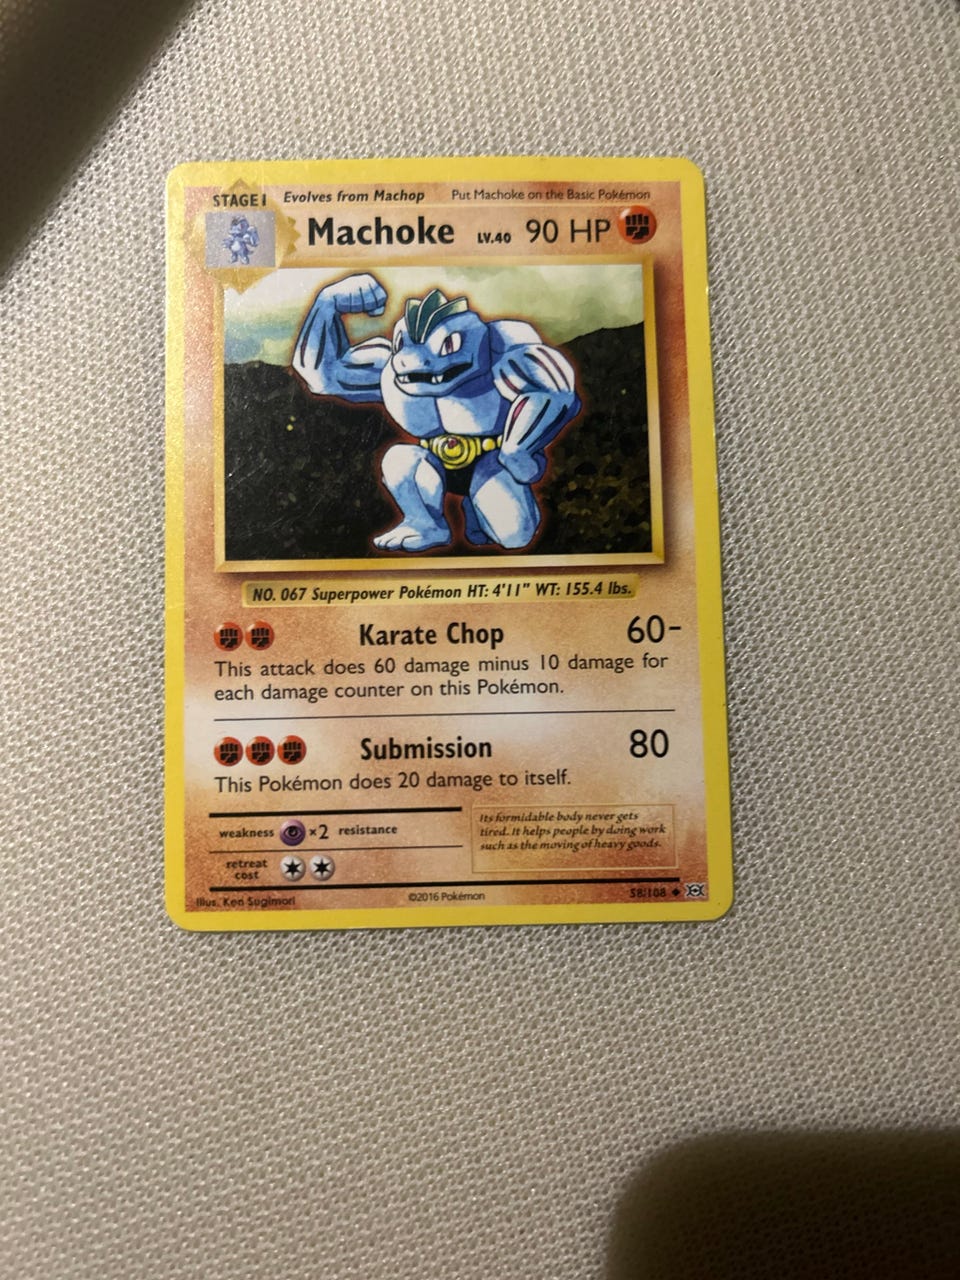 STAGE 1 Evolves from Machop Put Machoke on the Basic Pokémon
Machoke LV.40 90 HP
NO. 067 Superpower Pokémon HT: 4'11" WT: 155.4 lbs.
Karate Chop 60-
This attack does 60 damage minus 10 damage for
each damage counter on this Pokémon.
Submission 80
This Pokémon does 20 damage to itself.
weakness ×2 resistance
retreat
cost
Its formidable body never gets
tired. It helps people by doing work
such as the moving of heavy goods.
Illus. Ken Sugimori ©2016 Pokémon 58/108